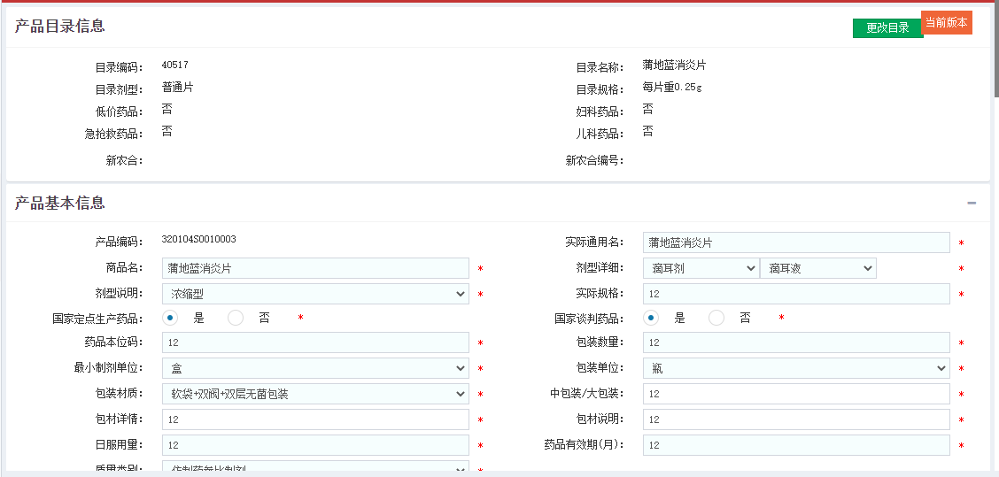 产品目录信息
更改目录
当前版本
目录编码： 40517 目录名称： 蒲地蓝消炎片
目录剂型： 普通片 目录规格： 每片重0.25g
低价药品： 否 妇科药品： 否
急抢救药品： 否 儿科药品： 否
新农合： 新农合编号：
产品基本信息
产品编码： 320104S0010003 实际通用名： 蒲地蓝消炎片 *
商品名： 蒲地蓝消炎片 * 剂型详细： 滴耳剂 滴耳液 *
剂型说明： 浓缩型 * 实际规格： 12 *
国家定点生产药品： 是 否 * 国家谈判药品： 是 否 *
药品本位码： 12 * 包装数量： 12 *
最小制剂单位： 盒 * 包装单位： 瓶 *
包装材质： 软袋+双阀+双层无菌包装 * 中包装/大包装： 12 *
包材详情： 12 * 包材说明： 12 *
日服用量： 12 * 药品有效期(月)： 12 *
质量类别： 仿制药参比制剂 *